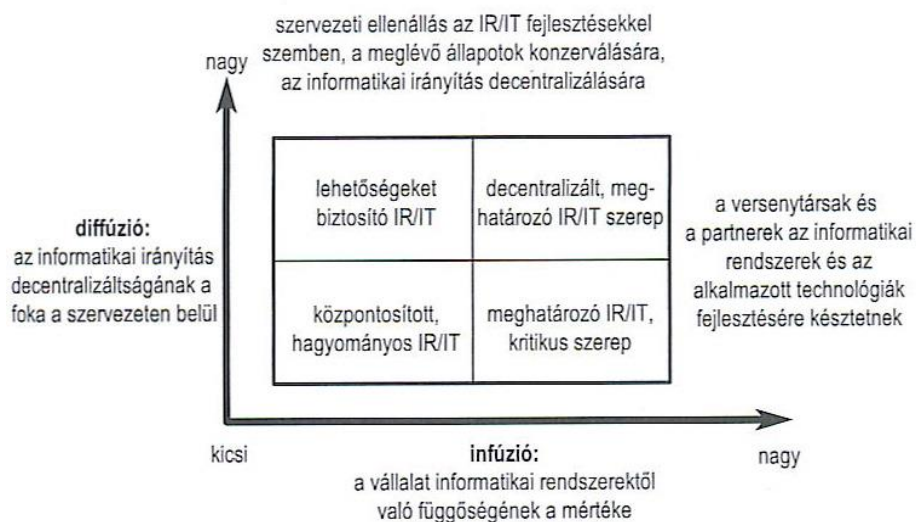 szervezeti ellenállás az IR/IT fejlesztésekkel
szemben, a meglévő állapotok konzerválására,
az informatikai irányítás decentralizálására
nagy
lehetőségeket
biztosító IR/IT
decentralizált, meg-
határozó IR/IT szerep
diffúzió:
az informatikai irányítás
decentralizáltságának a
foka a szervezeten belül
a versenytársak és
a partnerek az informatikai
rendszerek és az
alkalmazott technológiák
fejlesztésére késztetnek
központosított,
hagyományos IR/IT
meghatározó IR/IT,
kritikus szerep
kicsi
infúzió:
a vállalat informatikai rendszerektől
való függőségének a mértéke
nagy